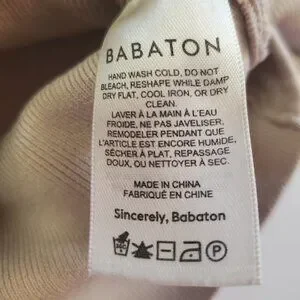 BABATON
HAND WASH COLD, DO NOT
BLEACH, RESHAPE WHILE DAMP
DRY FLAT, COOL IRON, OR DRY
CLEAN.
LAVER À LA MAIN À L'EAU
FROIDE, NE PAS JAVELISER,
REMODELER PENDANT QUE
L'ARTICLE EST ENCORE HUMIDE,
SÉCHER À PLAT, REPASSAGE
DOUX, OU NETTOYER À SEC.
MADE IN CHINA
FABRIQUÉ EN CHINE
Sincerely, Babaton
P